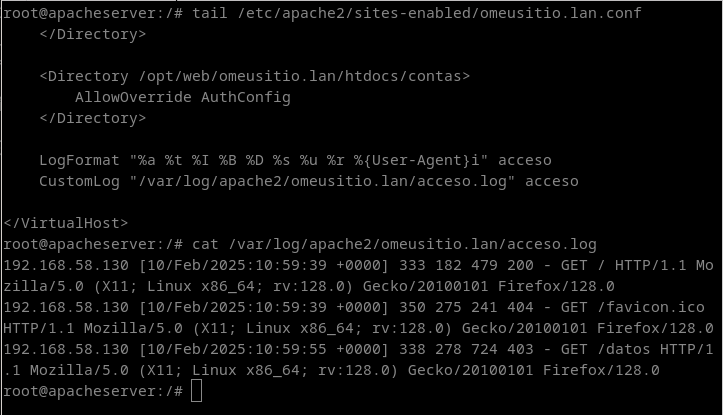 root@apacheserver:/# tail /etc/apache2/sites-enabled/omeusitio.lan.conf
    </Directory>

    <Directory /opt/web/omeusitio.lan/htdocs/contas>
        AllowOverride AuthConfig
    </Directory>

    LogFormat "%a %t %I %B %D %s %u %r %{User-Agent}i" acceso
    CustomLog "/var/log/apache2/omeusitio.lan/acceso.log" acceso

</VirtualHost>
root@apacheserver:/# cat /var/log/apache2/omeusitio.lan/acceso.log
192.168.58.130 [10/Feb/2025:10:59:39 +0000] 333 182 479 200 - GET / HTTP/1.1 Mo
zilla/5.0 (X11; Linux x86_64; rv:128.0) Gecko/20100101 Firefox/128.0
192.168.58.130 [10/Feb/2025:10:59:39 +0000] 350 275 241 404 - GET /favicon.ico
HTTP/1.1 Mozilla/5.0 (X11; Linux x86_64; rv:128.0) Gecko/20100101 Firefox/128.0
192.168.58.130 [10/Feb/2025:10:59:55 +0000] 338 278 724 403 - GET /datos HTTP/1
.1 Mozilla/5.0 (X11; Linux x86_64; rv:128.0) Gecko/20100101 Firefox/128.0
root@apacheserver:/#